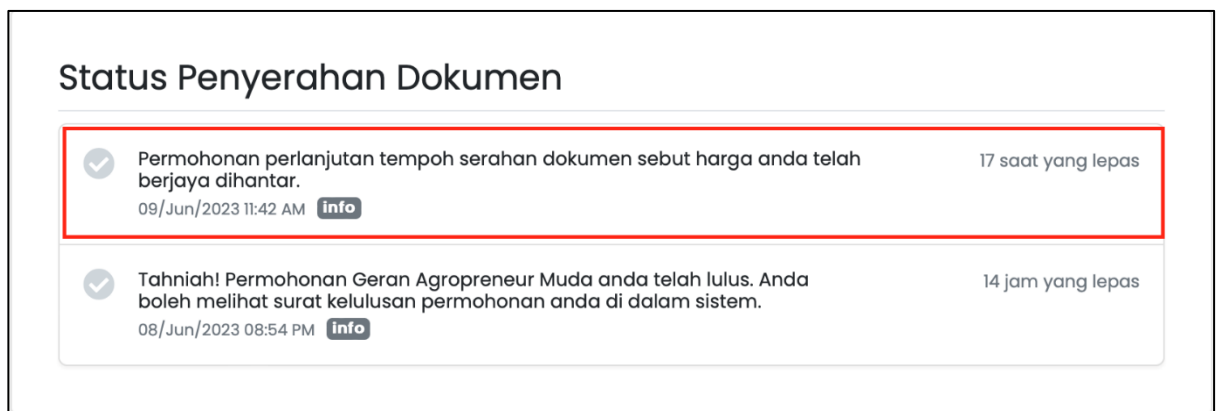 Status Penyerahan Dokumen
Permohonan perlanjutan tempoh serahan dokumen sebut harga anda telah
17 saat yang lepas
berjaya dihantar.
09/Jun/2023 11:42 AM info
Tahniah! Permohonan Geran Agropreneur Muda anda telah lulus. Anda
14 jam yang lepas
boleh melihat surat kelulusan permohonan anda di dalam sistem.
08/Jun/2023 08:54 PM info